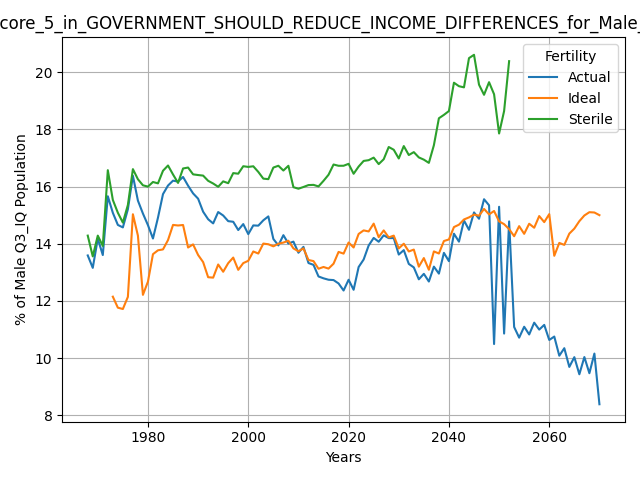 core_5_in_GOVERNMENT_SHOULD_REDUCE_INCOME_DIFFERENCES_for_Male_
Fertility
Actual
Ideal
Sterile
% of Male Q3_IQ Population
20
18
16
14
12
10
8
1980
2000
2020
2040
2060
Years